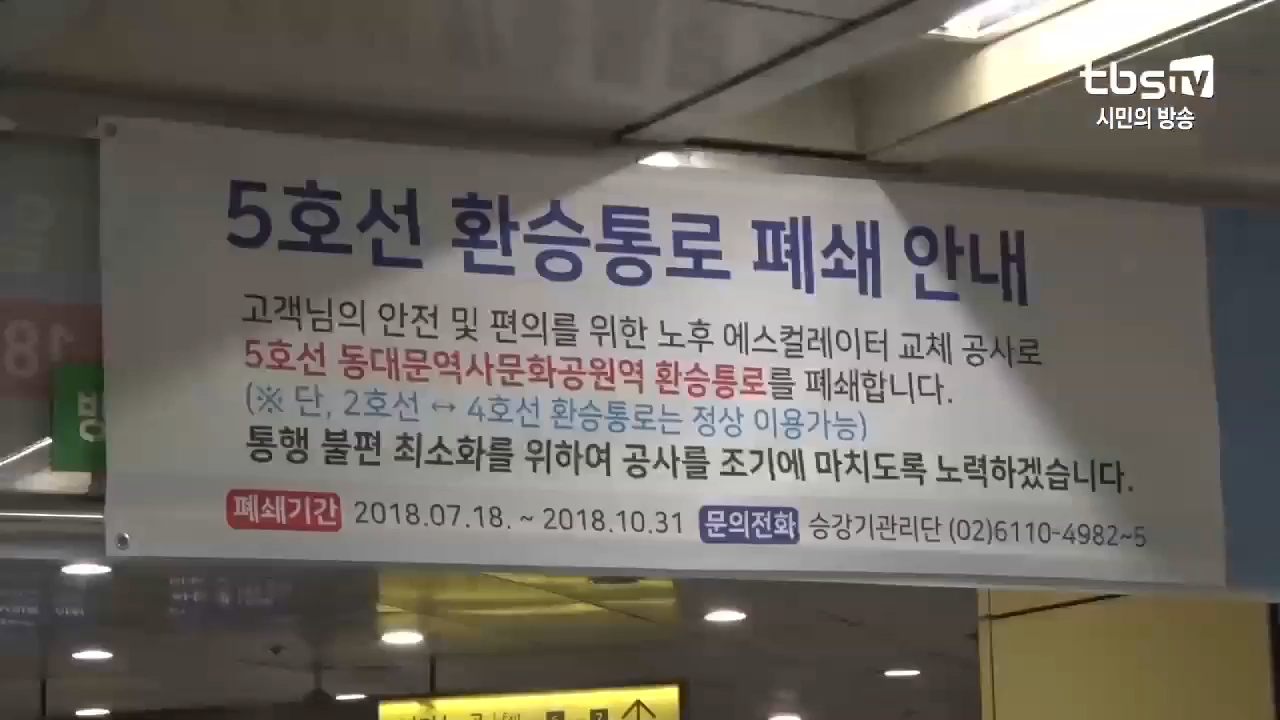 tbs TV
시민의 방송
5호선 환승통로 폐쇄 안내
고객님의 안전 및 편의를 위한 노후 에스컬레이터 교체 공사로
5호선 동대문역사문화공원역 환승통로를 폐쇄합니다.
(※ 단, 2호선 ↔ 4호선 환승통로는 정상 이용가능)
통행 불편 최소화를 위하여 공사를 조기에 마치도록 노력하겠습니다.
폐쇄기간 2018.07.18. ~ 2018.10.31 문의전화 승강기관리단 (02)6110-4982~5